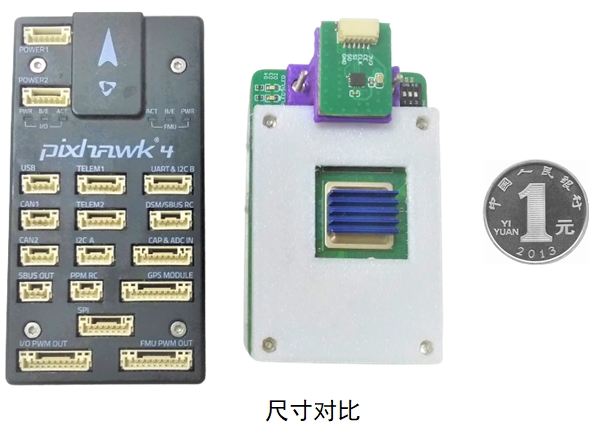 POWER1
POWER2
PWR B/E ACT
I/O
ACT B/E PWR
FMU
pixhawk 4
USB TELEM1 UART & I2C B
CAN1 TELEM2 DSM/SBUS RC
CAN2 I2C A CAP & ADC IN
SBUS OUT PPM RC GPS MODULE
SPI
I/O PWM OUT FMU PWM OUT
中国人民银行
1
YI
YUAN
元
2013
尺寸对比